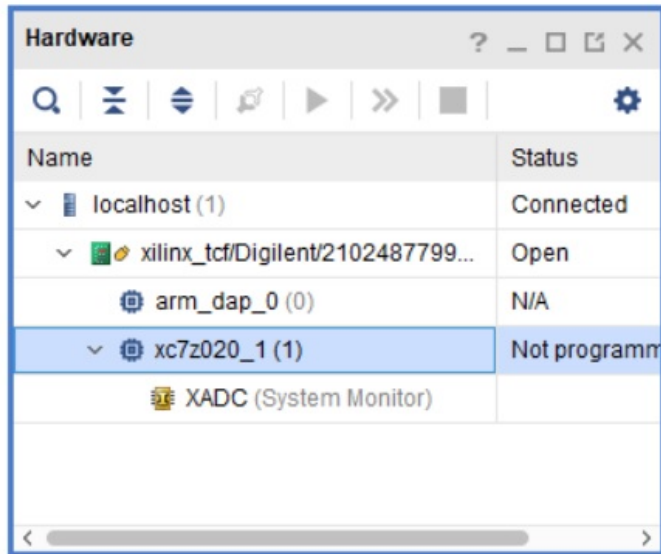 Hardware
Name Status
localhost (1) Connected
xilinx_tcf/Digilent/2102487799... Open
arm_dap_0 (0) N/A
xc7z020_1 (1) Not programm
XADC (System Monitor)